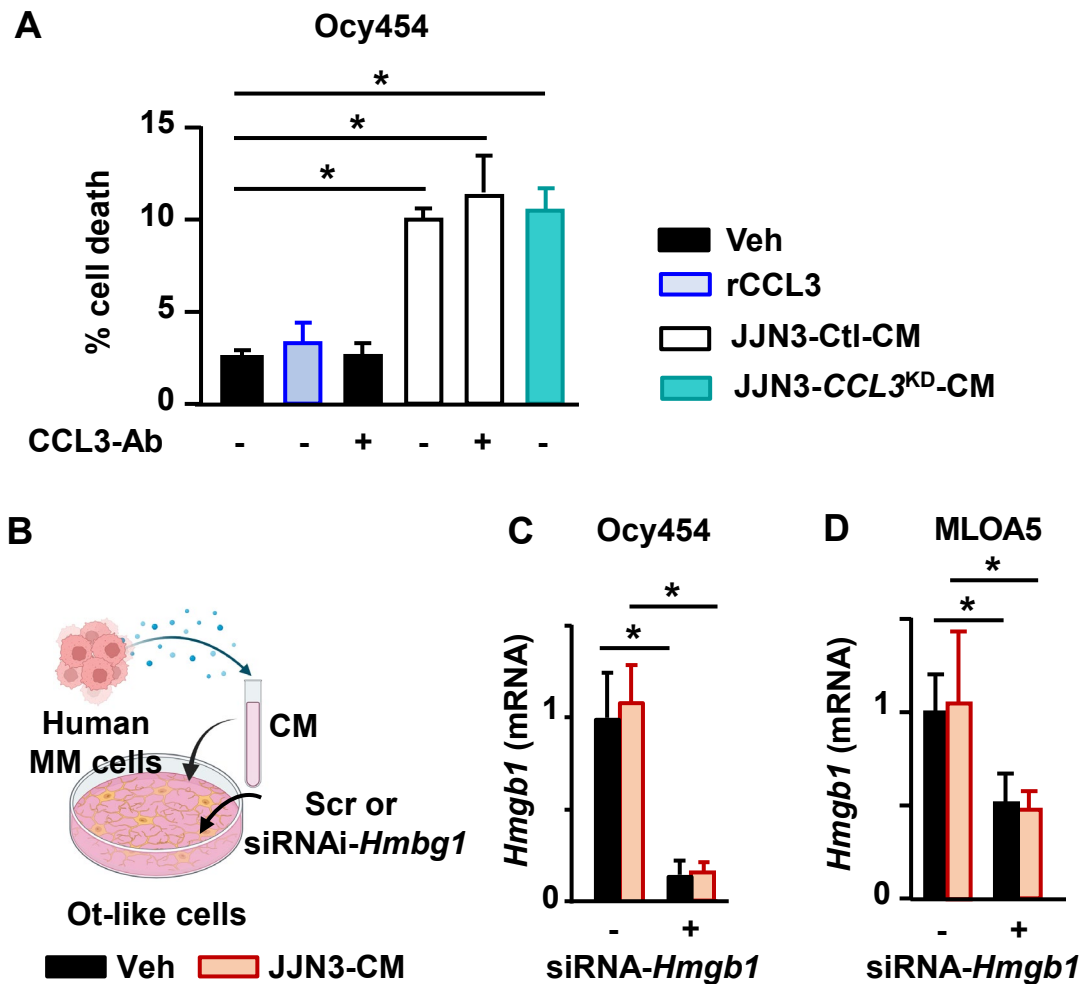 A
Ocy454
*
*
*
15
10
5
0
% cell death
CCL3-Ab - - + - + -
Veh
rCCL3
JJN3-Ctl-CM
JJN3-CCL3KD-CM
B
Human
MM cells
CM
Scr or
siRNAi-Hmbg1
Ot-like cells
Veh JJN3-CM
C
Ocy454
*
*
1
0
Hmgb1 (mRNA)
- +
siRNA-Hmgb1
D
MLOA5
*
*
1
0
Hmgb1 (mRNA)
- +
siRNA-Hmgb1